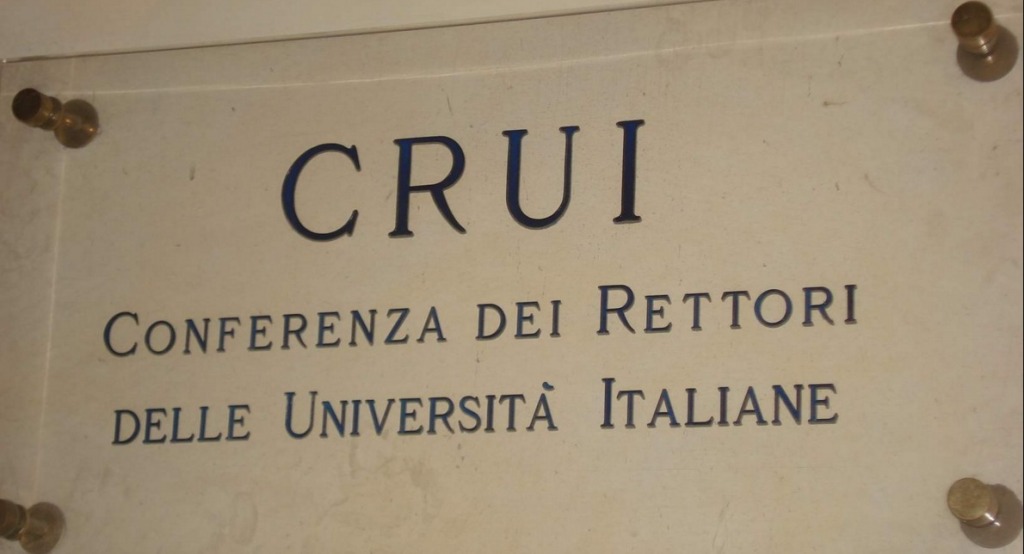 CRUI
CONFERENZA DEI RETTORI
DELLE UNIVERSITÀ ITALIANE